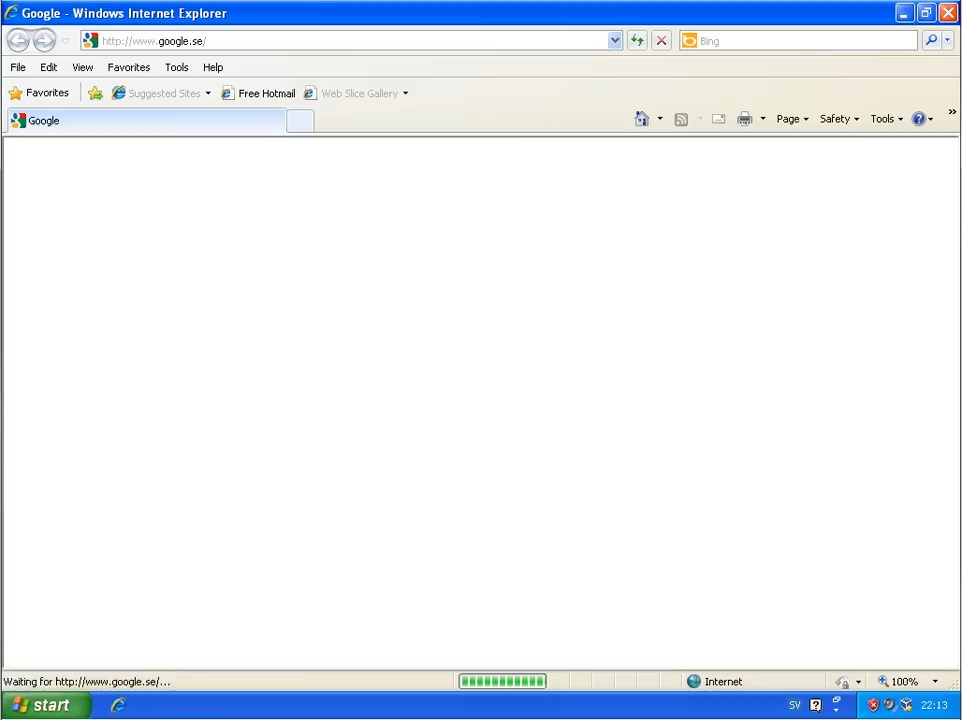 Google - Windows Internet Explorer
http://www.google.se/
Bing
File Edit View Favorites Tools Help
Favorites Suggested Sites Free Hotmail Web Slice Gallery
Google
Page Safety Tools »
Waiting for http://www.google.se/... Internet 100%
start SV 22:13